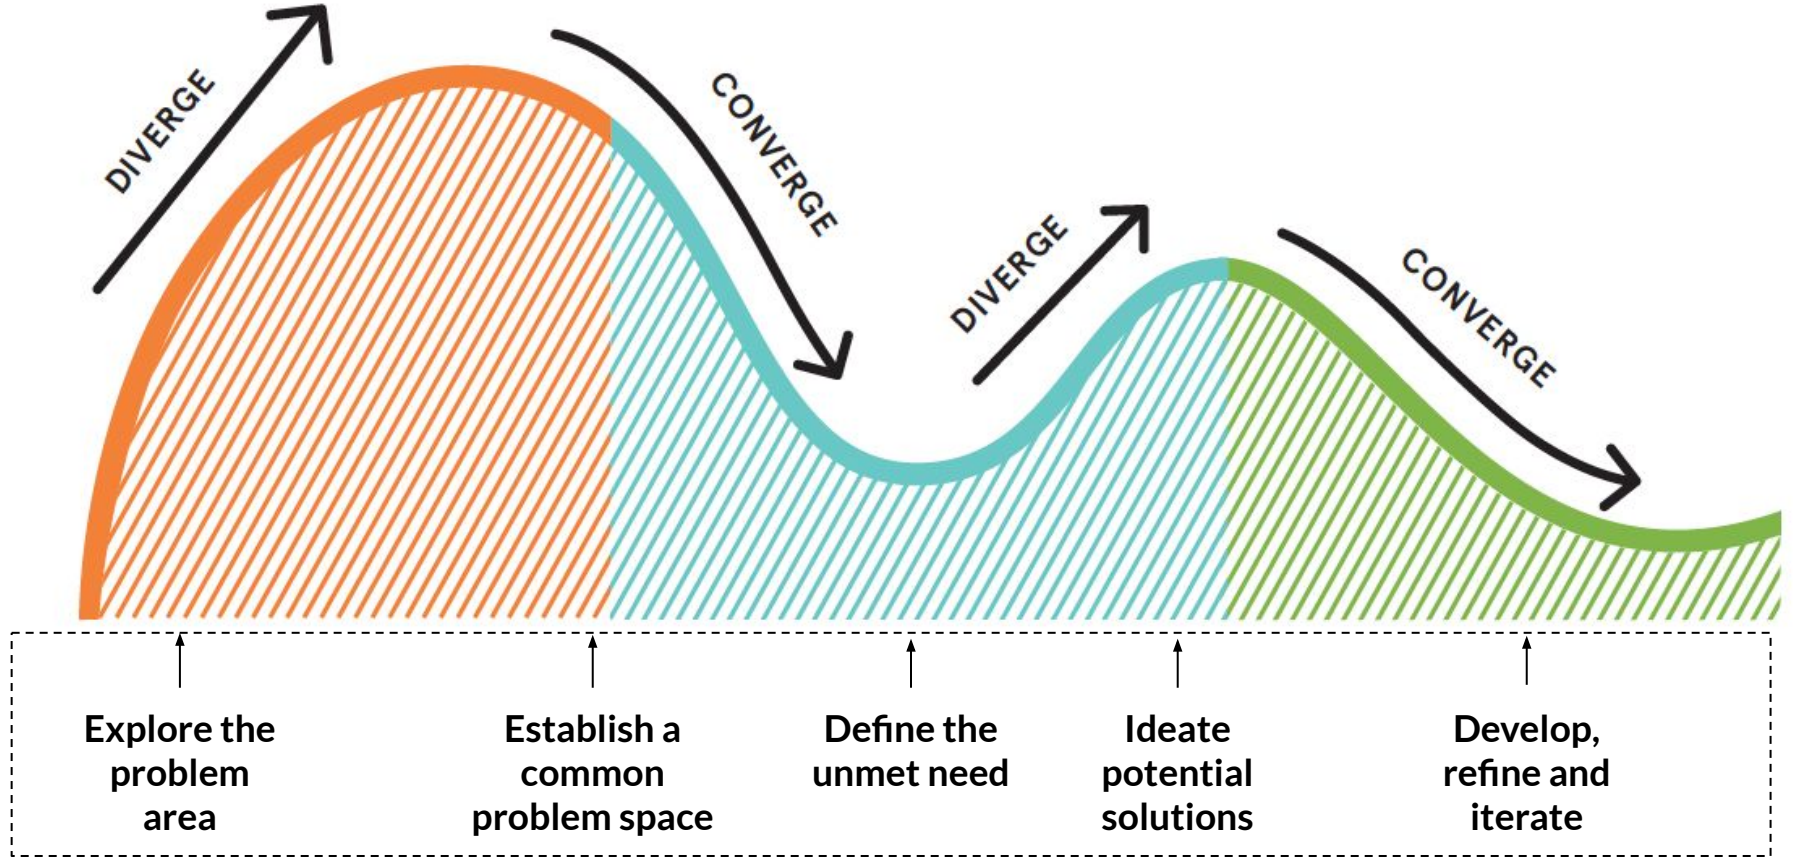 DIVERGE
CONVERGE
DIVERGE
CONVERGE
Explore the
problem
area
Establish a
common
problem space
Define the
unmet need
Ideate
potential
solutions
Develop,
refine and
iterate